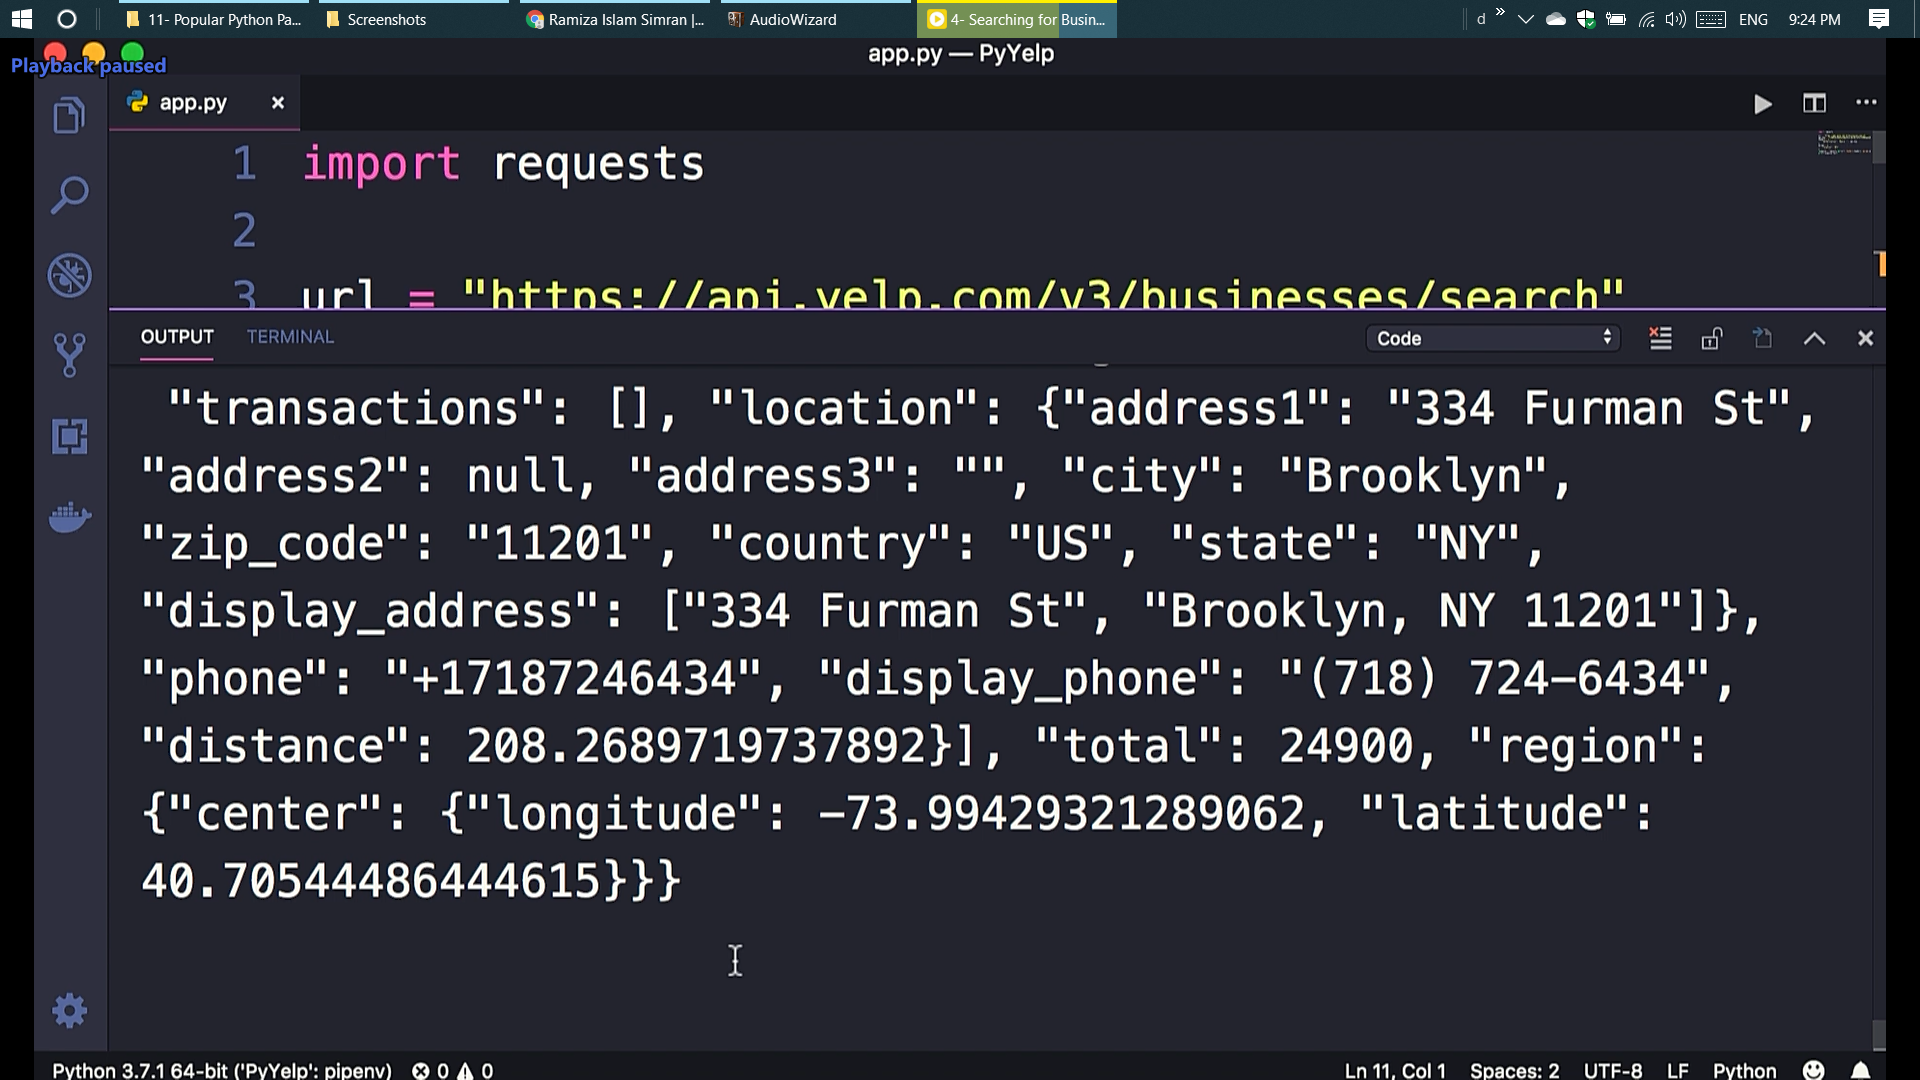 11- Popular Python Pa...
Screenshots
Ramiza Islam Simran |...
AudioWizard
4- Searching for Busin...
d
ENG
9:24 PM
Playback paused
app.py — PyYelp
app.py
1 import requests
2
3 url = "https://api.yelp.com/v3/businesses/search"
OUTPUT TERMINAL
Code
"transactions": [], "location": {"address1": "334 Furman St",
"address2": null, "address3": "", "city": "Brooklyn",
"zip_code": "11201", "country": "US", "state": "NY",
"display_address": ["334 Furman St", "Brooklyn, NY 11201"]},
"phone": "+17187246434", "display_phone": "(718) 724-6434",
"distance": 208.2689719737892}], "total": 24900, "region":
{"center": {"longitude": -73.99429321289062, "latitude":
40.70544486444615}}}
Python 3.7.1 64-bit ('PyYelp': pipenv) 0 0 Ln 11, Col 1 Spaces: 2 UTF-8 LF Python